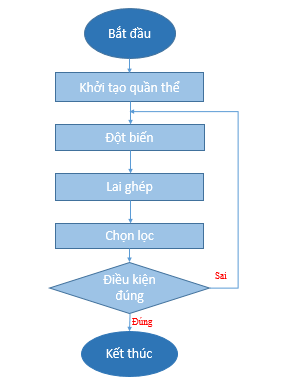 Bắt đầu
Khởi tạo quần thể
Đột biến
Lai ghép
Chọn lọc
Điều kiện
đúng
Sai
Đúng
Kết thúc